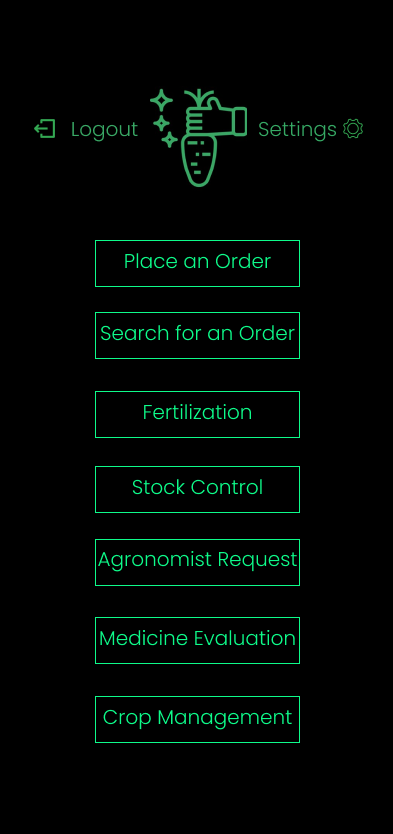 Logout
Settings
Place an Order
Search for an Order
Fertilization
Stock Control
Agronomist Request
Medicine Evaluation
Crop Management